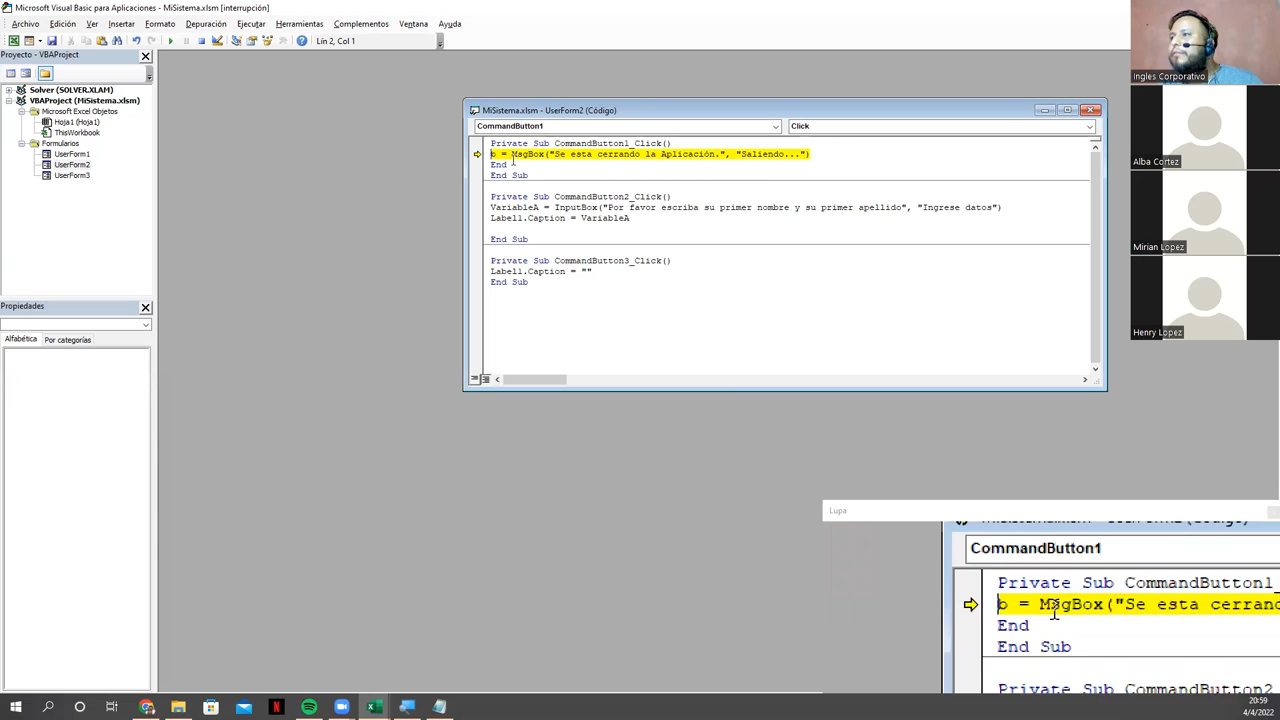 Microsoft Visual Basic para Aplicaciones - MiSistema.xlsm [interrupción]
Archivo Edición Ver Insertar Formato Depuración Ejecutar Herramientas Complementos Ventana Ayuda
Lín 2, Col 1
Proyecto - VBAProject
Solver (SOLVER.XLAM)
VBAProject (MiSistema.xlsm)
Microsoft Excel Objetos
Hoja1 (Hoja1)
ThisWorkbook
Formularios
UserForm1
UserForm2
UserForm3
Propiedades
Alfabética Por categorías
MiSistema.xlsm - UserForm2 (Código)
CommandButton1 Click
Private Sub CommandButton1_Click()
b = MsgBox("Se esta cerrando la Aplicación.", "Saliendo...")
End
End Sub
Private Sub CommandButton2_Click()
VariableA = InputBox("Por favor escriba su primer nombre y su primer apellido", "Ingrese datos")
Label1.Caption = VariableA
End Sub
Private Sub CommandButton3_Click()
Label1.Caption = ""
End Sub
Ingles Corporativo
Alba Cortez
Mirian Lopez
Henry Lopez
Lupa
CommandButton1
Private Sub CommandButton1_
b = MsgBox("Se esta cerrand
End
End Sub
Private Sub CommandButton2
20:59
4/4/2022